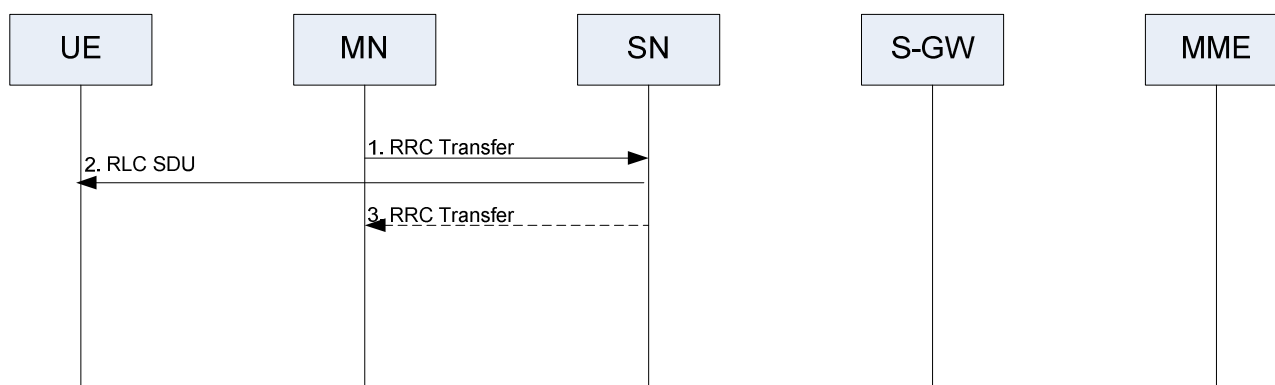 UE
MN
SN
S-GW
MME
1. RRC Transfer
2. RLC SDU
3. RRC Transfer